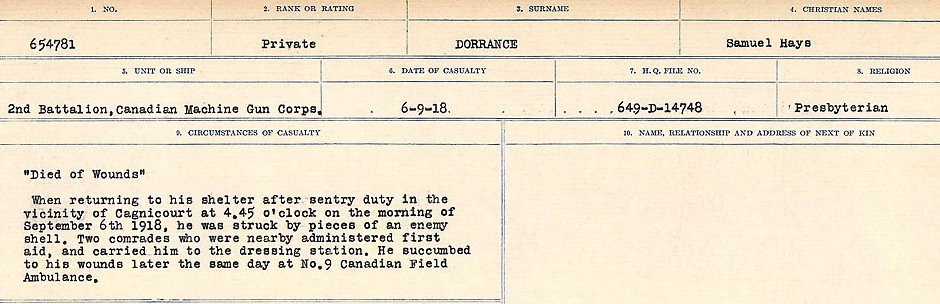 1. NO. 2. RANK OR RATING 3. SURNAME 4. CHRISTIAN NAMES
654781 Private DORRANCE Samuel Hays
5. UNIT OR SHIP 6. DATE OF CASUALTY 7. H. Q. FILE NO. 8. RELIGION
2nd Battalion,Canadian Machine Gun Corps. 6-9-18. 649-D-14748 Presbyterian
9. CIRCUMSTANCES OF CASUALTY 10. NAME, RELATIONSHIP AND ADDRESS OF NEXT OF KIN
"Died of Wounds"
When returning to his shelter after sentry duty in the
vicinity of Cagnicourt at 4.45 o'clock on the morning of
September 6th 1918, he was struck by pieces of an enemy
shell. Two comrades who were nearby administered first
aid, and carried him to the dressing station. He succumbed
to his wounds later the same day at No.9 Canadian Field
Ambulance.